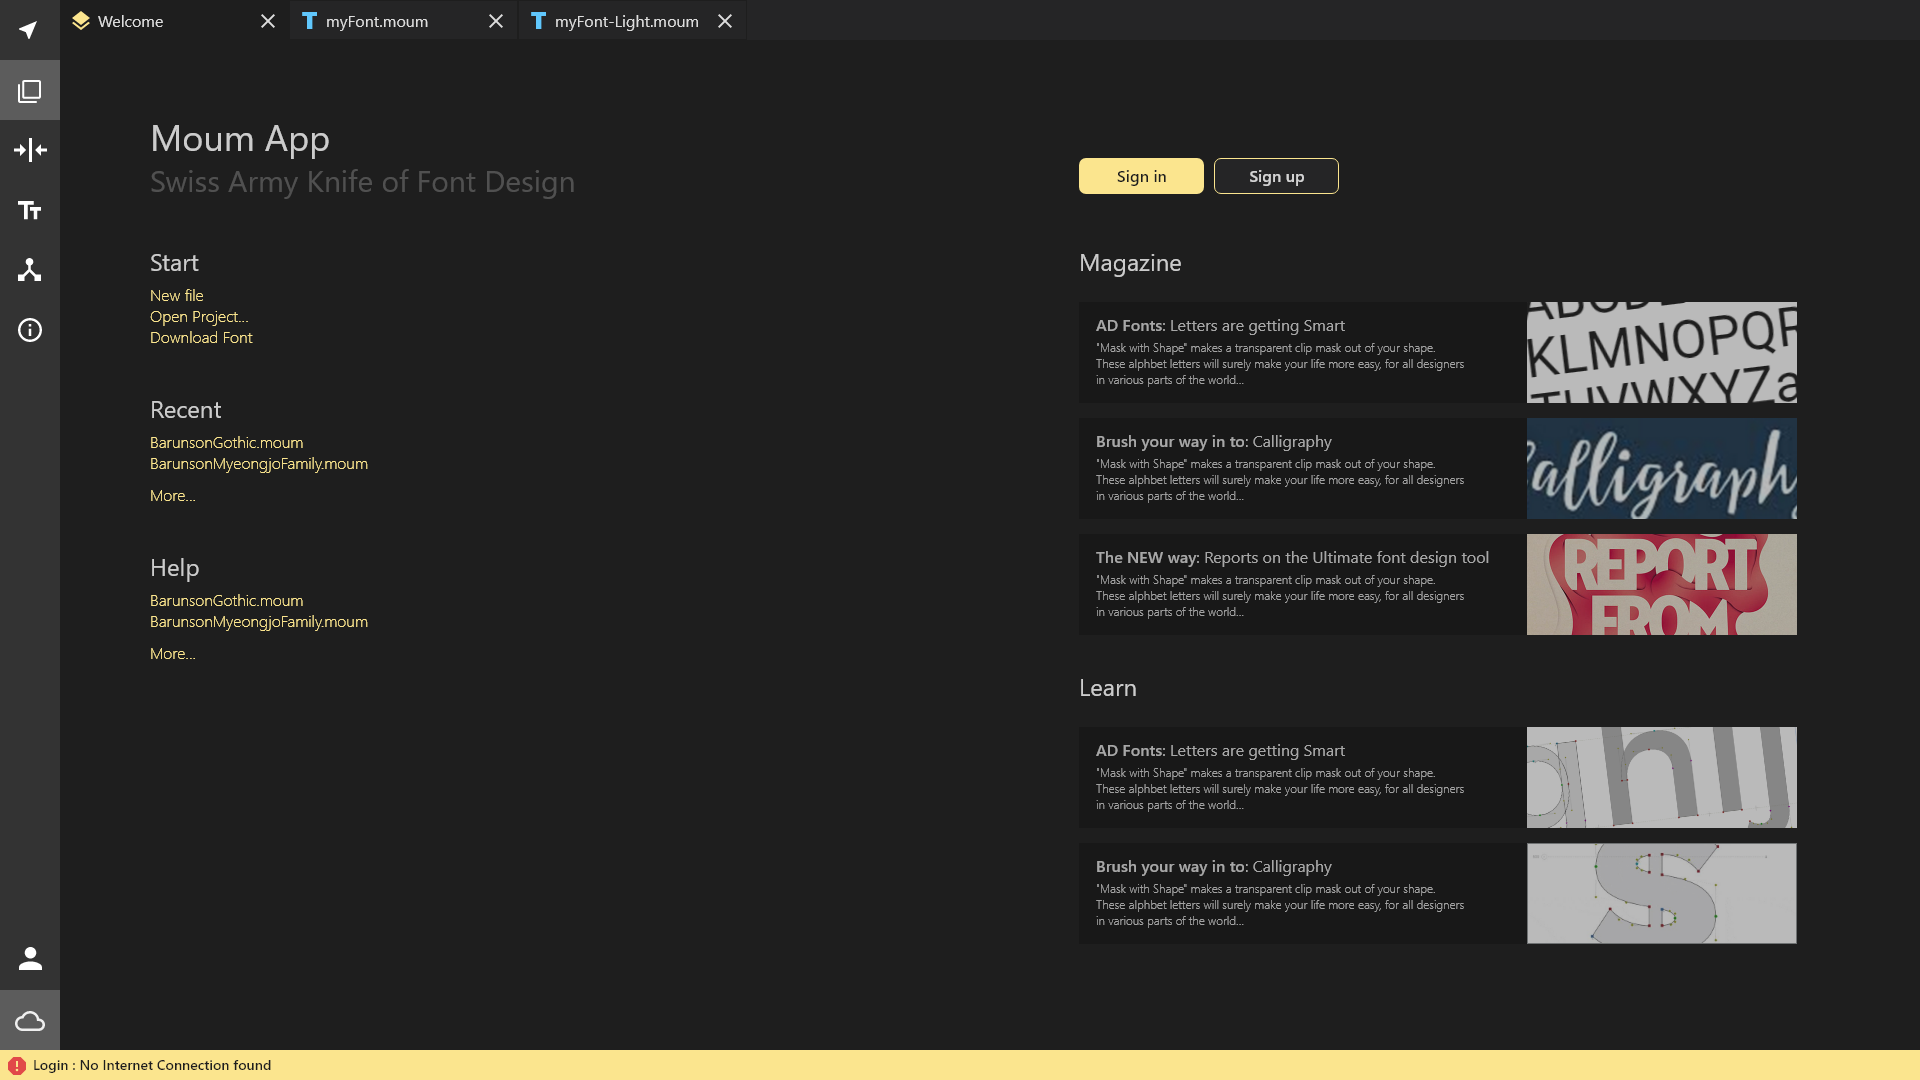 Welcome
myFont.moum
myFont-Light.moum
Moum App
Swiss Army Knife of Font Design
Sign in
Sign up
Start
New file
Open Project...
Download Font
Recent
BarunsonGothic.moum
BarunsonMyeongjoFamily.moum
More...
Help
BarunsonGothic.moum
BarunsonMyeongjoFamily.moum
More...
Magazine
AD Fonts: Letters are getting Smart
"Mask with Shape" makes a transparent clip mask out of your shape.
These alphbet letters will surely make your life more easy, for all designers
in various parts of the world...
ABCDE
KLMNOPQR
TUVWXYZa
Brush your way in to: Calligraphy
"Mask with Shape" makes a transparent clip mask out of your shape.
These alphbet letters will surely make your life more easy, for all designers
in various parts of the world...
Calligraphy
The NEW way: Reports on the Ultimate font design tool
"Mask with Shape" makes a transparent clip mask out of your shape.
These alphbet letters will surely make your life more easy, for all designers
in various parts of the world...
REPORT
FROM
Learn
AD Fonts: Letters are getting Smart
"Mask with Shape" makes a transparent clip mask out of your shape.
These alphbet letters will surely make your life more easy, for all designers
in various parts of the world...
hij
Brush your way in to: Calligraphy
"Mask with Shape" makes a transparent clip mask out of your shape.
These alphbet letters will surely make your life more easy, for all designers
in various parts of the world...
S
Login : No Internet Connection found